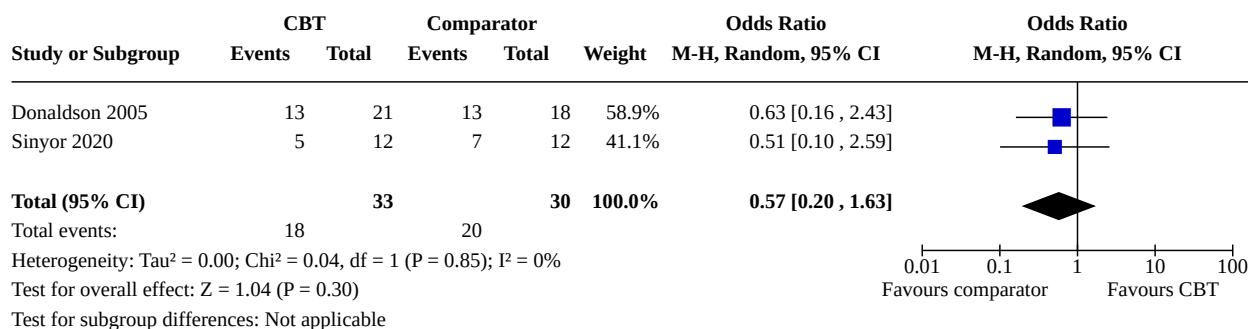 CBT Comparator Odds Ratio Odds Ratio
Study or Subgroup Events Total Events Total Weight M-H, Random, 95% CI M-H, Random, 95% CI
Donaldson 2005 13 21 13 18 58.9% 0.63 [0.16 , 2.43]
Sinyor 2020 5 12 7 12 41.1% 0.51 [0.10 , 2.59]
Total (95% CI) 33 30 100.0% 0.57 [0.20 , 1.63]
Total events: 18 20
Heterogeneity: Tau² = 0.00; Chi² = 0.04, df = 1 (P = 0.85); I² = 0%
0.01 0.1 1 10 100
Test for overall effect: Z = 1.04 (P = 0.30) Favours comparator Favours CBT
Test for subgroup differences: Not applicable